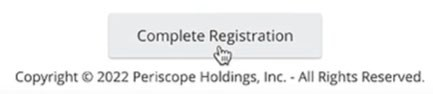 Complete Registration
Copyright © 2022 Periscope Holdings, Inc. - All Rights Reserved.